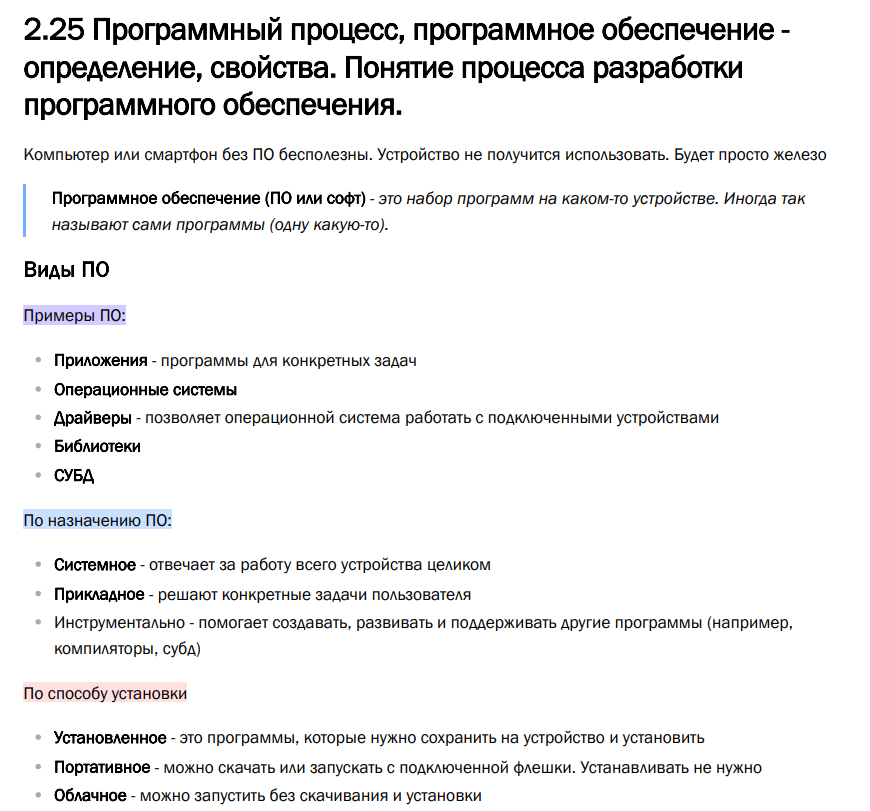 2.25 Программный процесс, программное обеспечение -
определение, свойства. Понятие процесса разработки
программного обеспечения.
Компьютер или смартфон без ПО бесполезны. Устройство не получится использовать. Будет просто железо
Программное обеспечение (ПО или софт) - это набор программ на каком-то устройстве. Иногда так
называют сами программы (одну какую-то).
Виды ПО
Примеры ПО:
• Приложения - программы для конкретных задач
• Операционные системы
• Драйверы - позволяет операционной система работать с подключенными устройствами
• Библиотеки
• СУБД
По назначению ПО:
• Системное - отвечает за работу всего устройства целиком
• Прикладное - решают конкретные задачи пользователя
• Инструментально - помогает создавать, развивать и поддерживать другие программы (например,
компиляторы, субд)
По способу установки
• Установленное - это программы, которые нужно сохранить на устройство и установить
• Портативное - можно скачать или запускать с подключенной флешки. Устанавливать не нужно
• Облачное - можно запустить без скачивания и установки